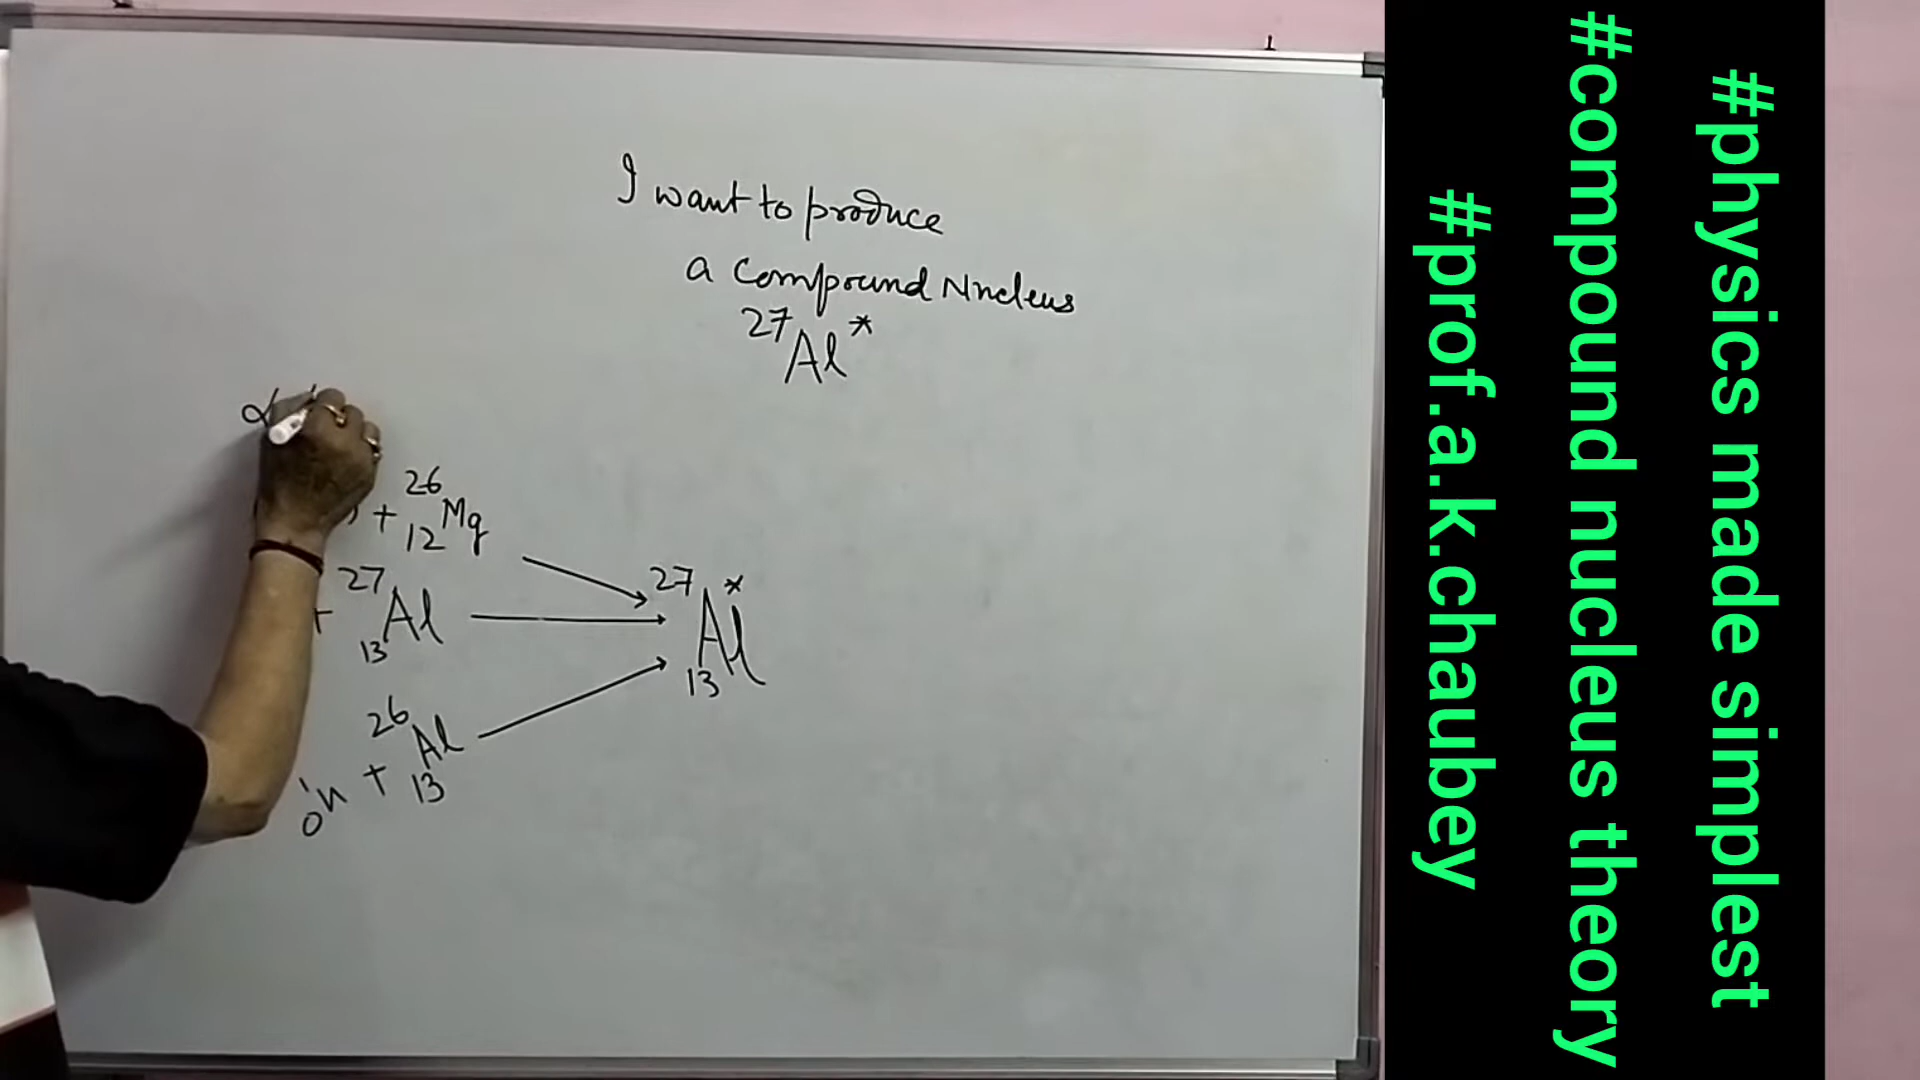 I want to produce
a Compound Nucleus
27Al*
α
+ 26 12Mg
+ 27 13Al
27 13Al*
1 0n + 26 13Al
#physics made simplest
#compound nucleus theory
#prof.a.k.chaubey